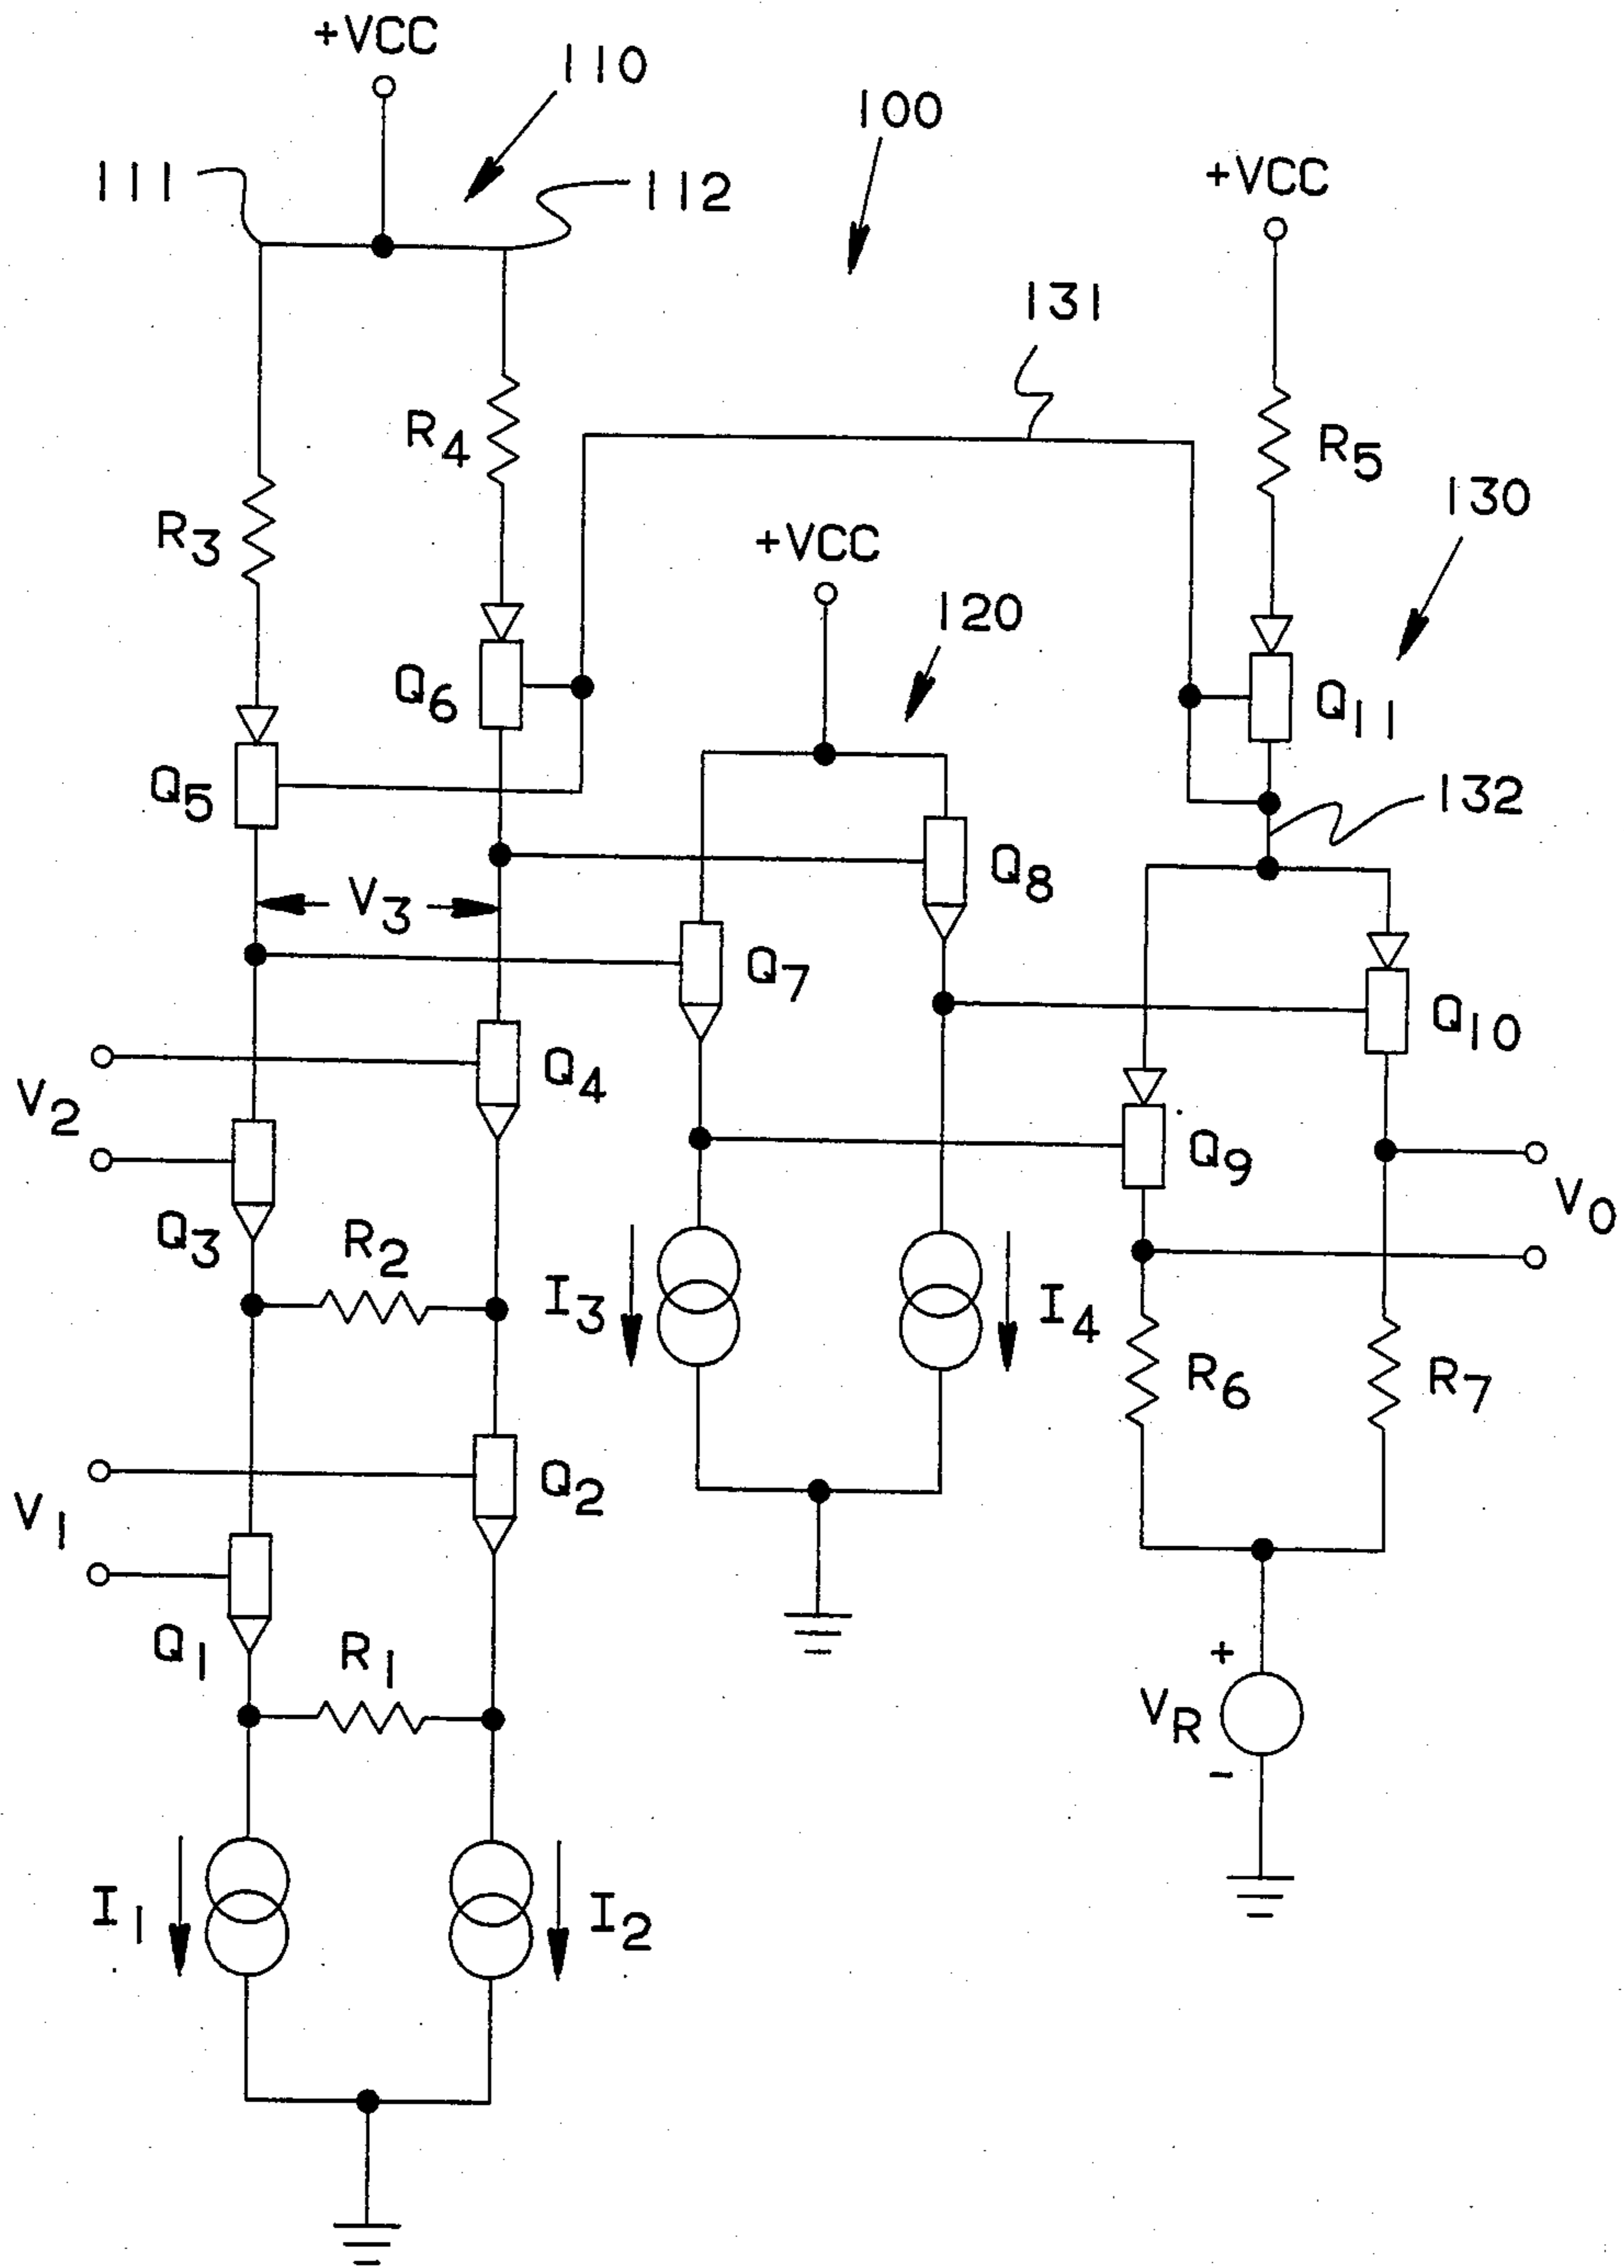 +VCC
110
100
111
112
+VCC
131
R4
R5
R3
130
+VCC
120
Q6
Q11
Q5
132
Q8
V3
Q7
Q10
Q4
V2
Q9
V0
Q3
R2
I3
I4
R6
R7
Q2
V1
Q1
R1
+
VR
-
I1
I2